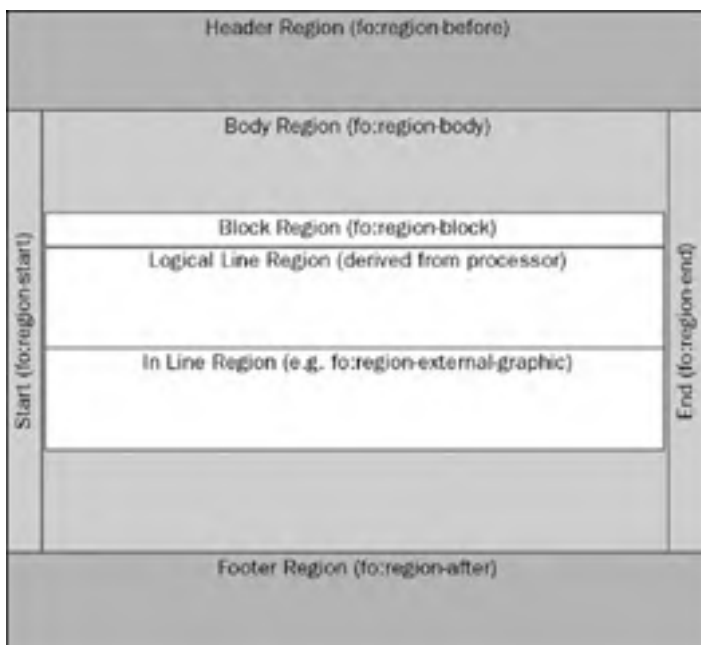 Header Region (fo:region-before)
Body Region (fo:region-body)
Block Region (fo:region-block)
Logical Line Region (derived from processor)
In Line Region (e.g. fo:region-external-graphic)
Start (fo:region-start)
End (fo:region-end)
Footer Region (fo:region-after)